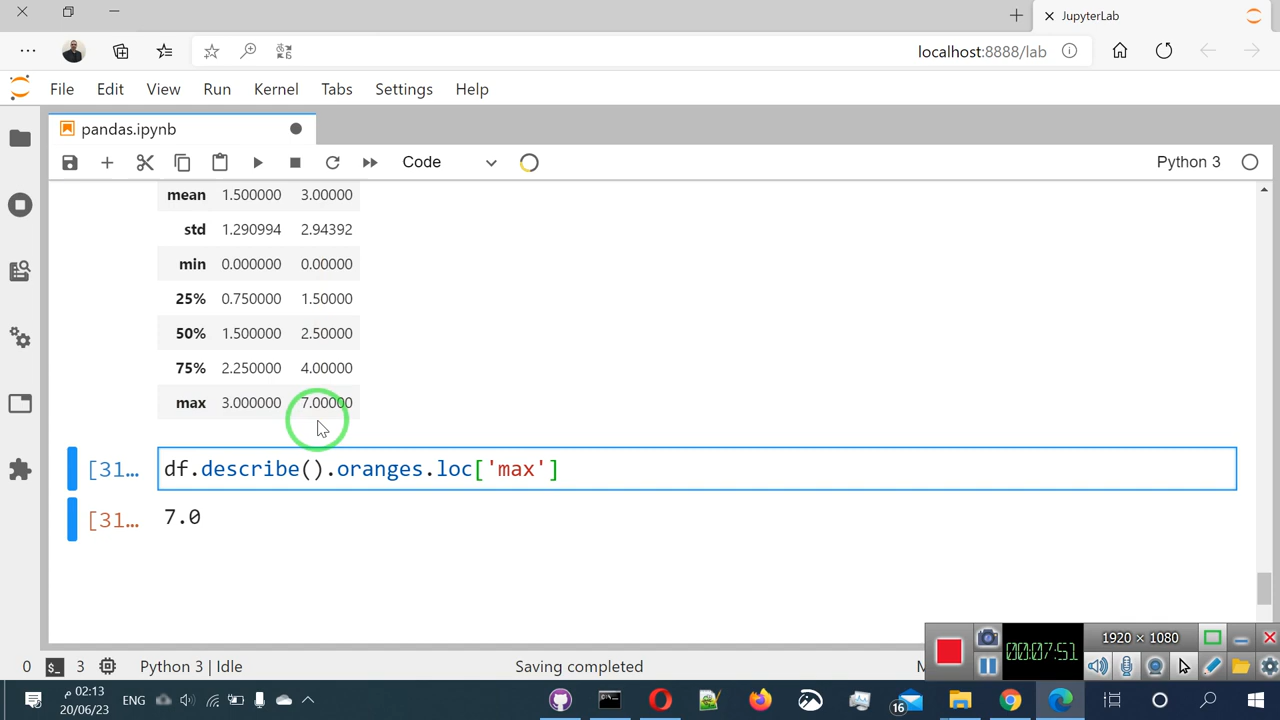 JupyterLab
localhost:8888/lab
File Edit View Run Kernel Tabs Settings Help
pandas.ipynb
Code
Python 3
mean 1.500000 3.00000
std 1.290994 2.94392
min 0.000000 0.00000
25% 0.750000 1.50000
50% 1.500000 2.50000
75% 2.250000 4.00000
max 3.000000 7.00000
[31... df.describe().oranges.loc['max']
[31... 7.0
1920 × 1080
00:07:51
0 3 Python 3 | Idle Saving completed M
ENG 02:13 م
20/06/23
16